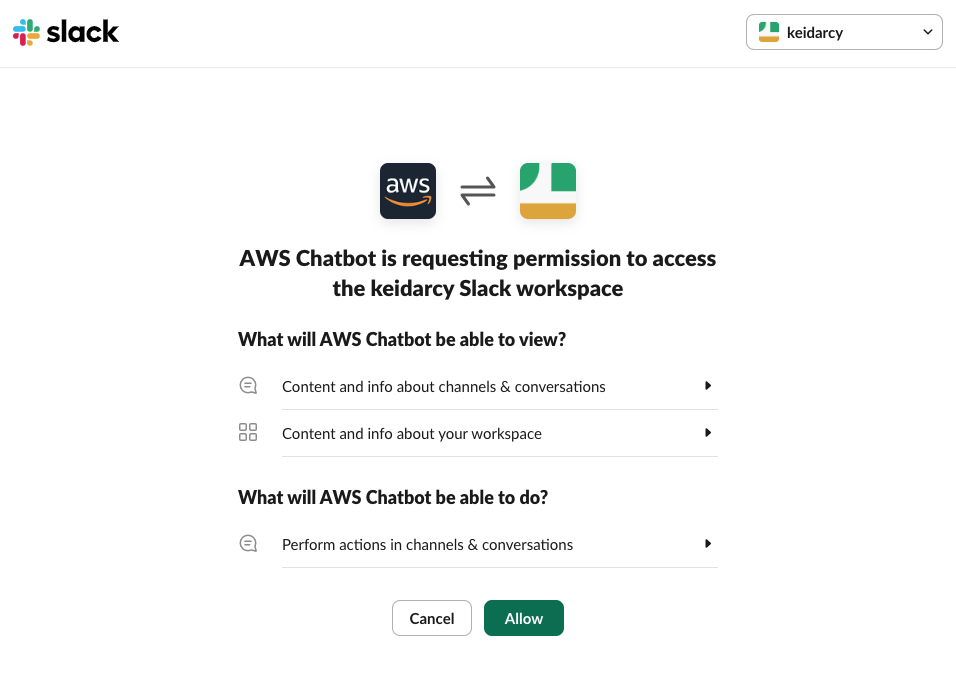 slack
keidarcy
aws
AWS Chatbot is requesting permission to access
the keidarcy Slack workspace
What will AWS Chatbot be able to view?
Content and info about channels & conversations
Content and info about your workspace
What will AWS Chatbot be able to do?
Perform actions in channels & conversations
Cancel
Allow